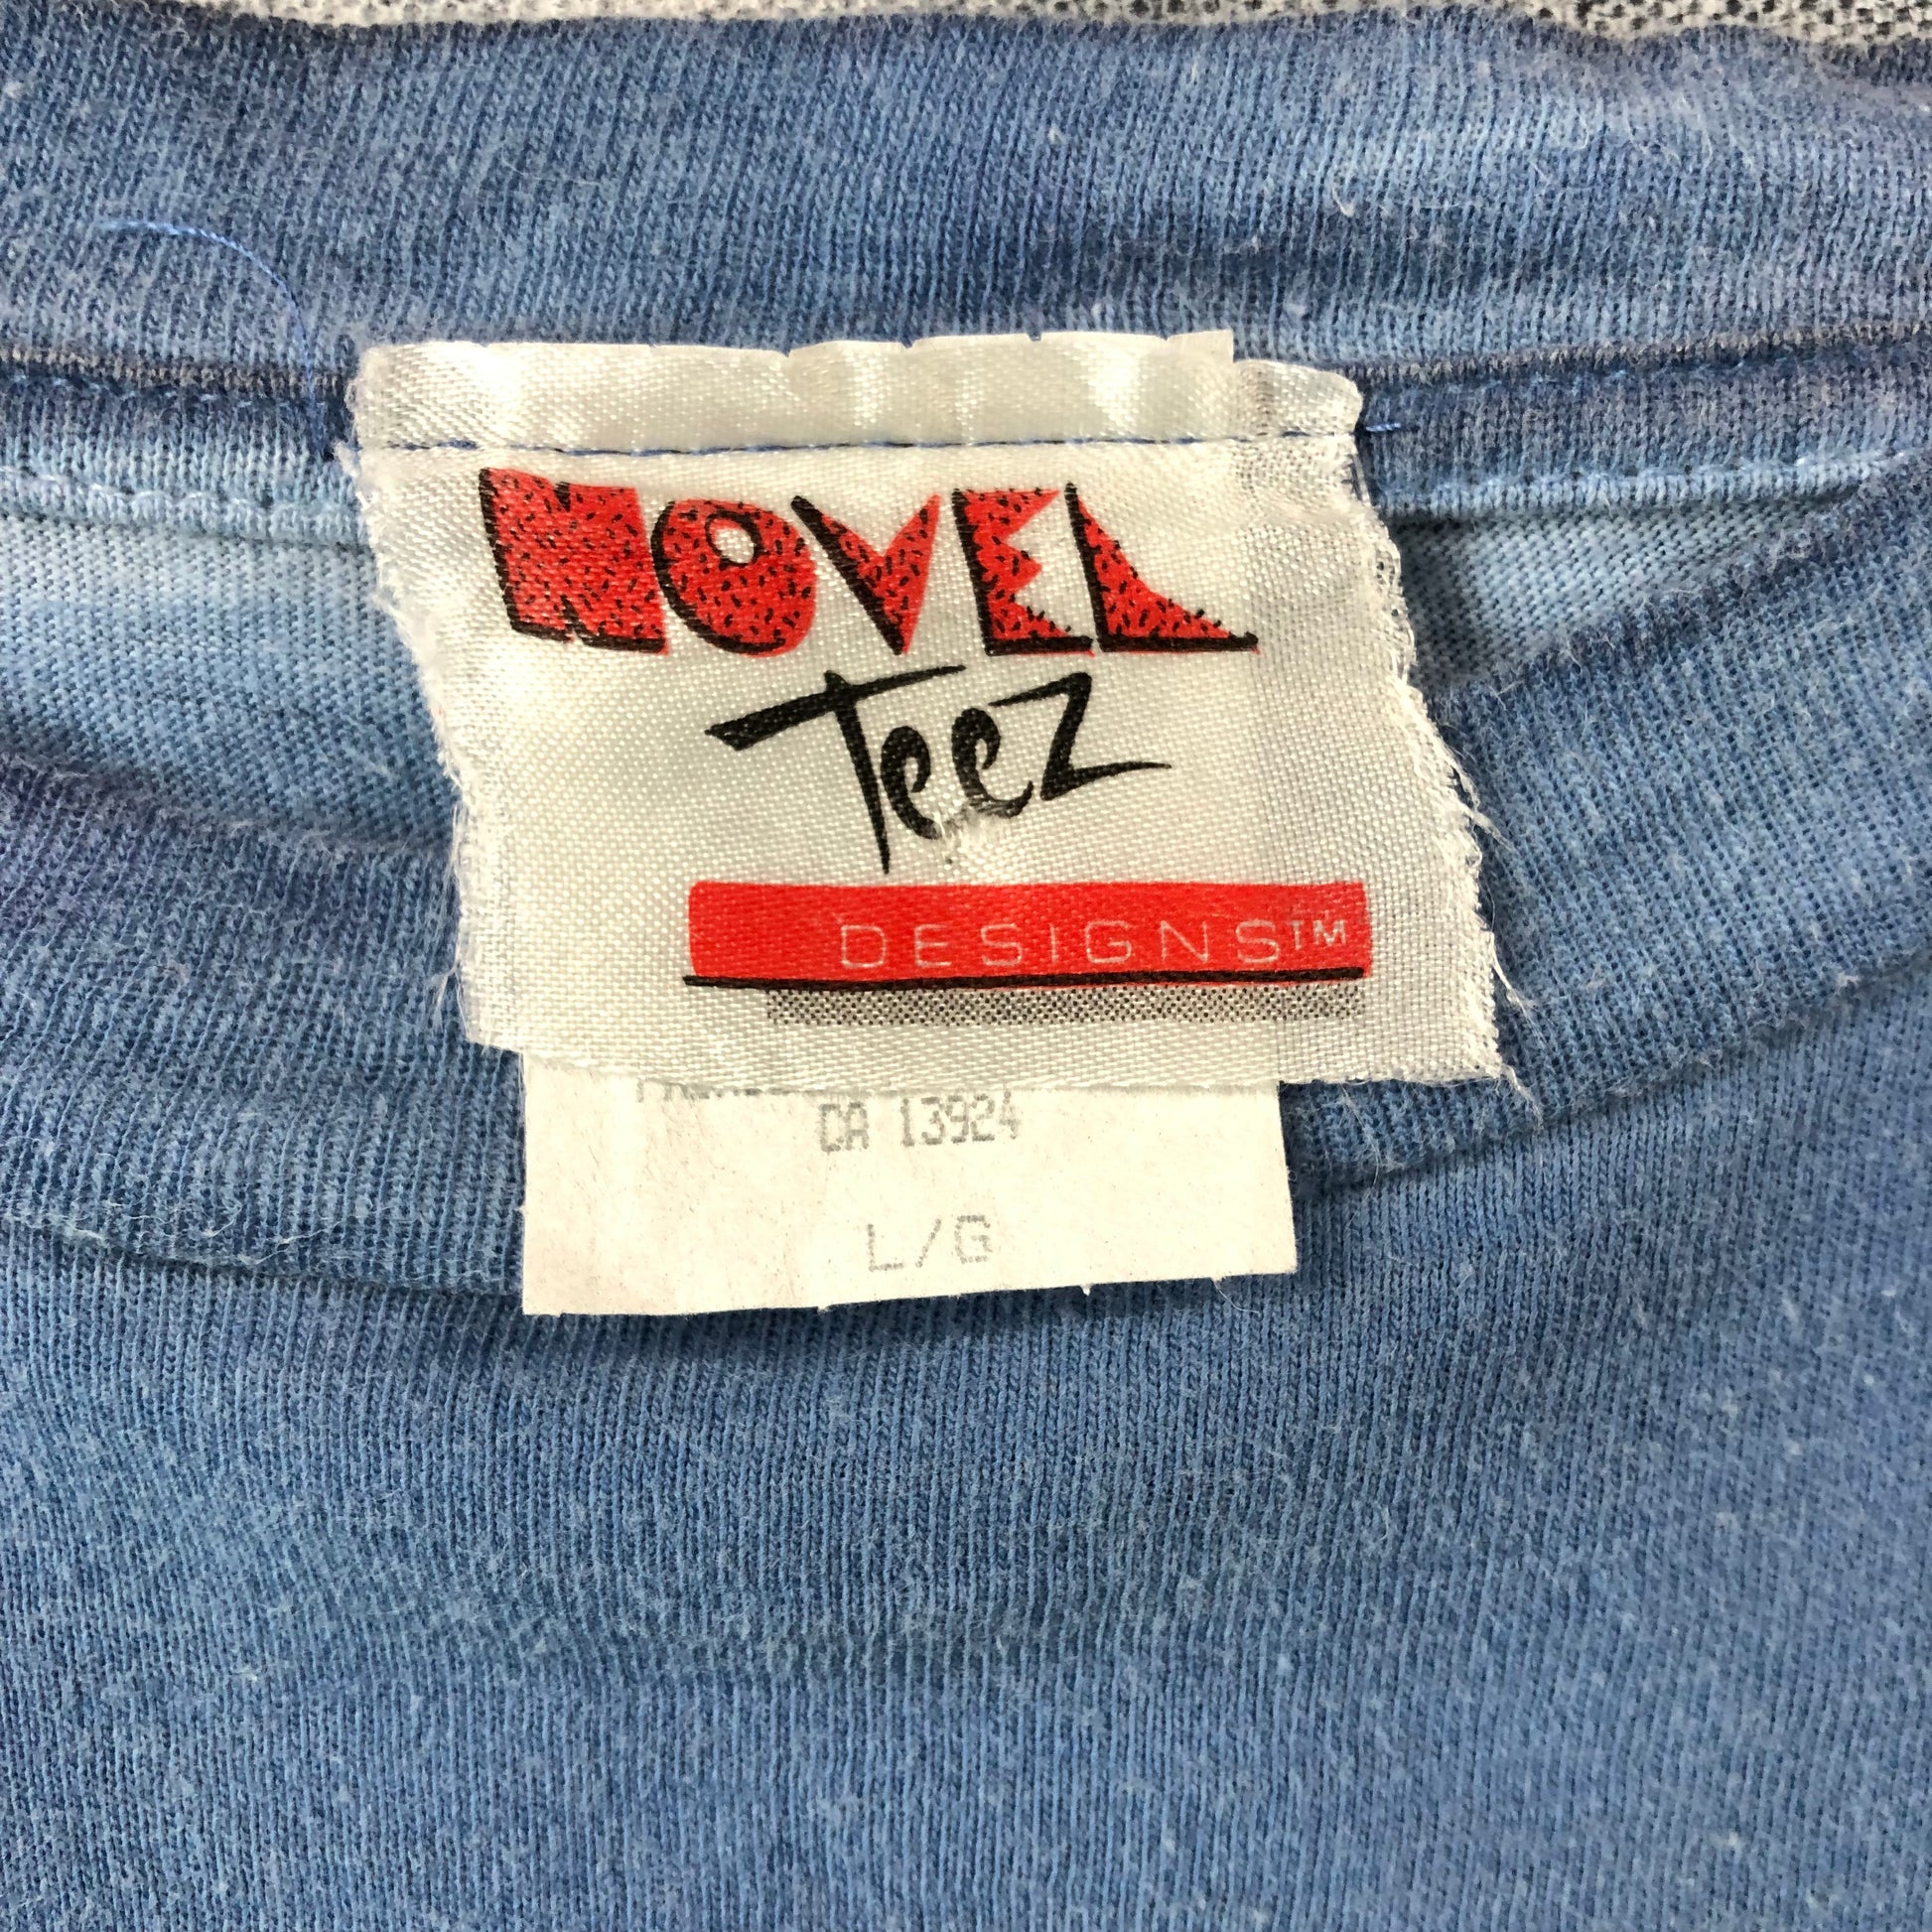 NOVEL
Teez
DESIGNS™
CA 13924
L/G